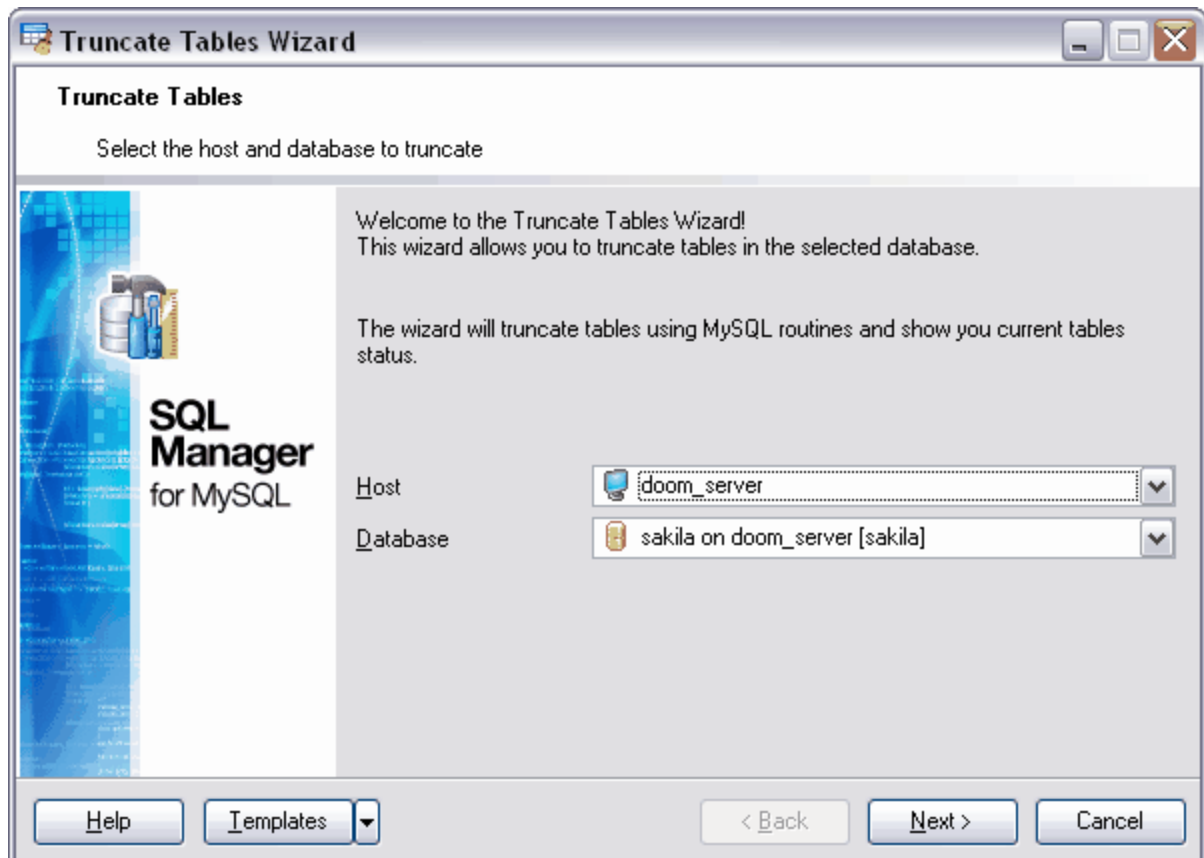 Truncate Tables Wizard
Truncate Tables
Select the host and database to truncate
Welcome to the Truncate Tables Wizard!
This wizard allows you to truncate tables in the selected database.
The wizard will truncate tables using MySQL routines and show you current tables
status.
SQL
Manager
for MySQL
Host
doom_server
Database
sakila on doom_server [sakila]
Help
Templates
< Back
Next >
Cancel